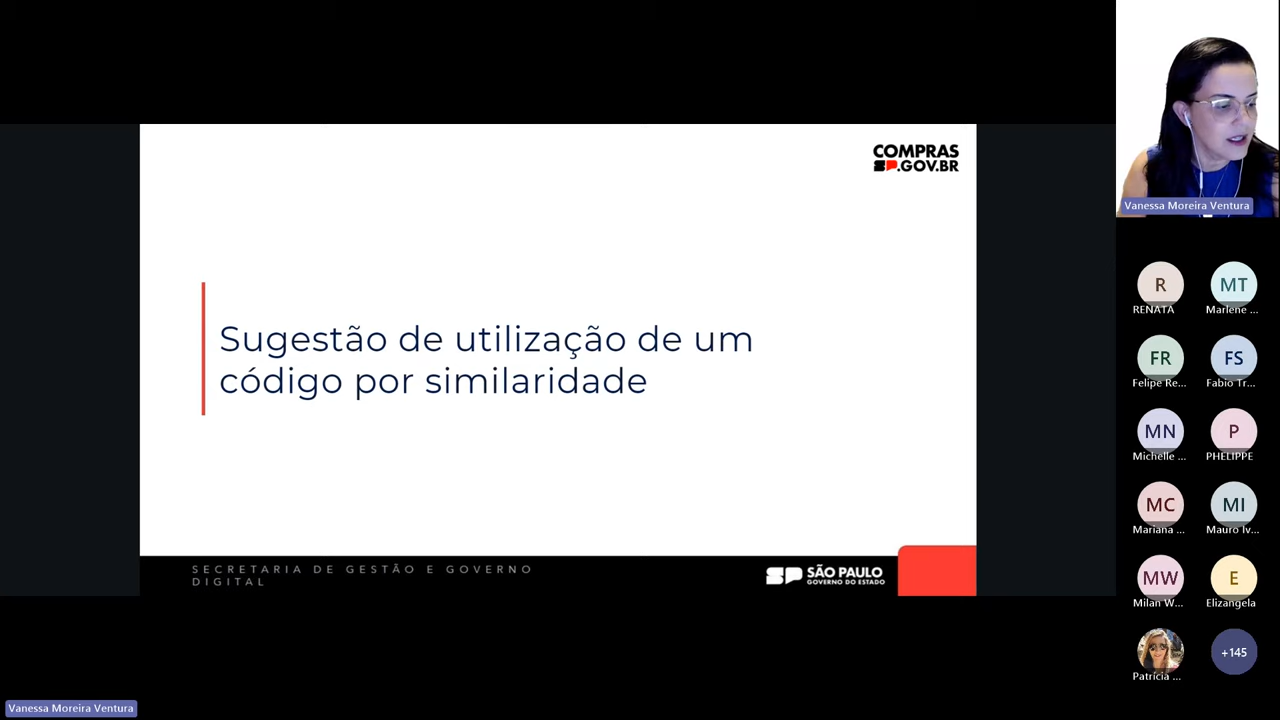 COMPRAS
SP.GOV.BR
Sugestão de utilização de um
código por similaridade
SECRETARIA DE GESTÃO E GOVERNO
DIGITAL
SP SÃO PAULO
GOVERNO DO ESTADO
Vanessa Moreira Ventura
R
RENATA
MT
Marlene ...
FR
Felipe Re...
FS
Fabio Tr...
MN
Michelle ...
P
PHELIPPE
MC
Mariana ...
MI
Mauro Iv...
MW
Milan W...
E
Elizangela
Patrícia ...
+145
Vanessa Moreira Ventura